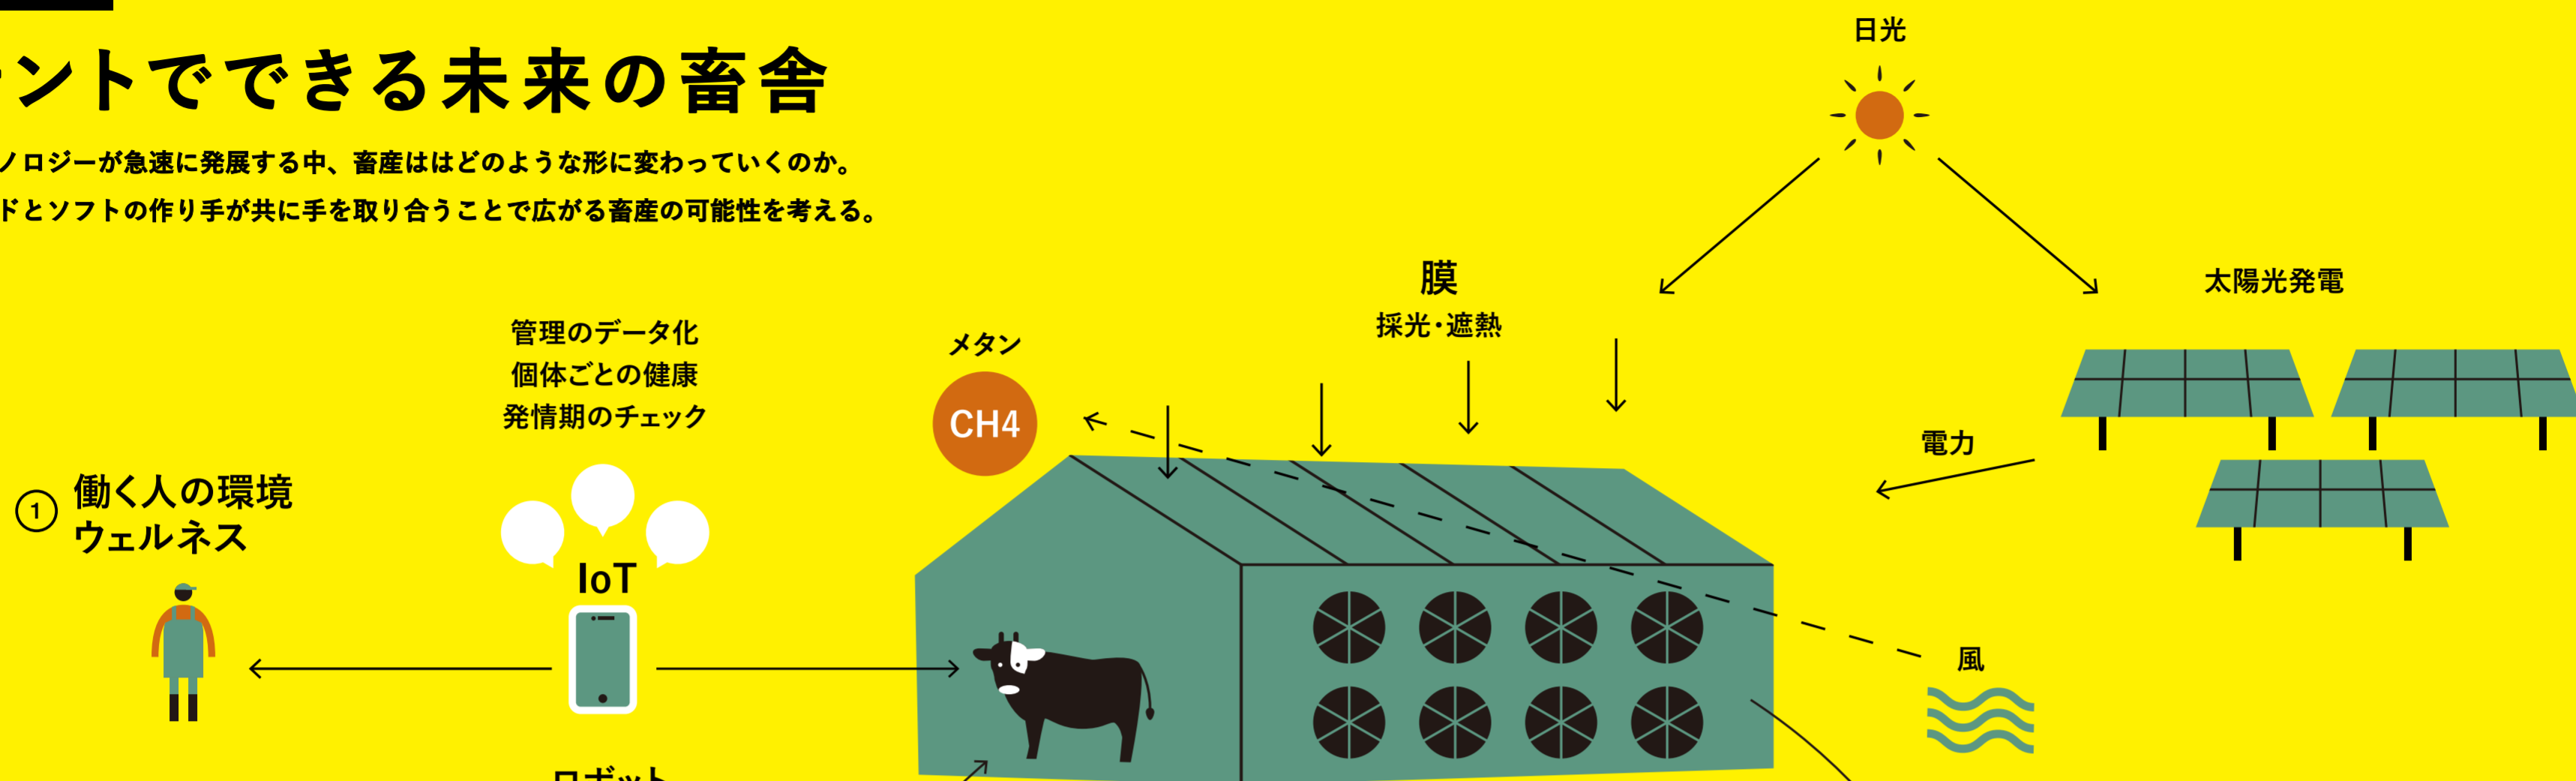 ントでできる未来の畜舎
ノロジーが急速に発展する中、畜産ははどのような形に変わっていくのか。
ドとソフトの作り手が共に手を取り合うことで広がる畜産の可能性を考える。
日光
膜
採光・遮熱
太陽光発電
管理のデータ化
個体ごとの健康
発情期のチェック
メタン
CH4
電力
1 働く人の環境
ウェルネス
IoT
風
ロボット